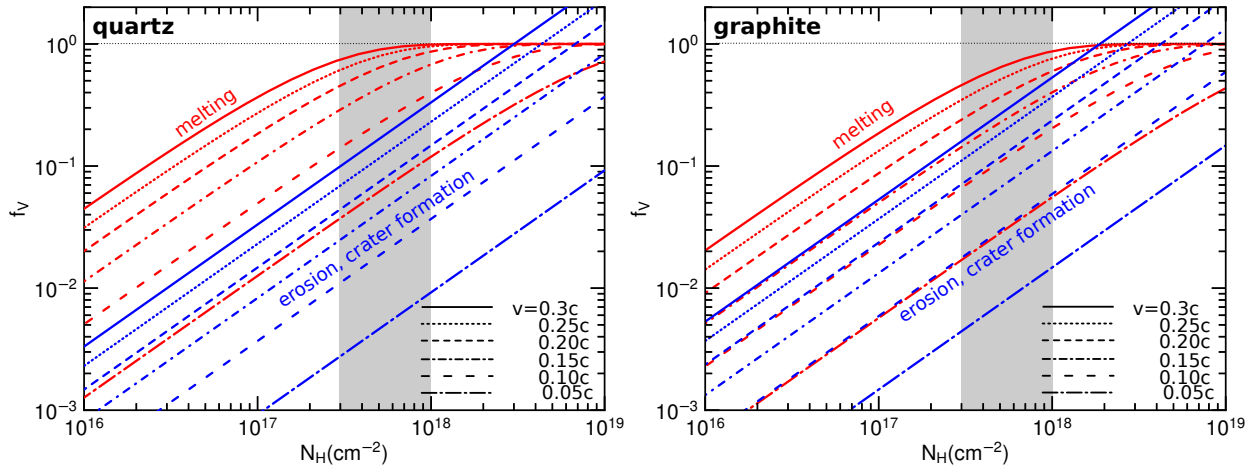 quartz
10⁰
10⁻¹
10⁻²
10⁻³
f_V
melting
erosion, crater formation
v=0.3c
0.25c
0.20c
0.15c
0.10c
0.05c
10¹⁶
10¹⁷
10¹⁸
10¹⁹
N_H(cm⁻²)
graphite
10⁰
10⁻¹
10⁻²
10⁻³
f_V
melting
erosion, crater formation
v=0.3c
0.25c
0.20c
0.15c
0.10c
0.05c
10¹⁶
10¹⁷
10¹⁸
10¹⁹
N_H(cm⁻²)